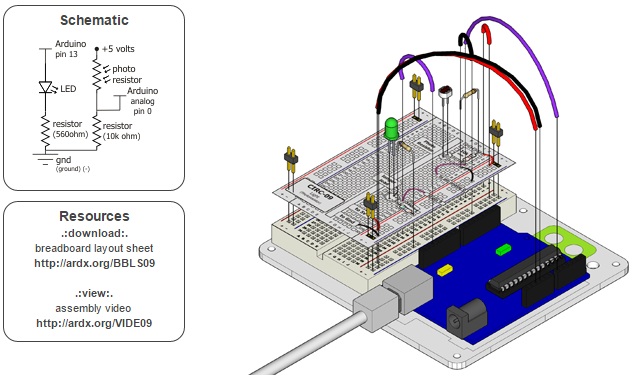 Schematic
Arduino
pin 13
+5 volts
photo
resistor
LED
Arduino
analog
pin 0
resistor
(560ohm)
resistor
(10k ohm)
gnd
(ground) (-)
Resources
.:download:.
breadboard layout sheet
http://ardx.org/BBLS09
.:view:.
assembly video
http://ardx.org/VIDE09
CIRC-09